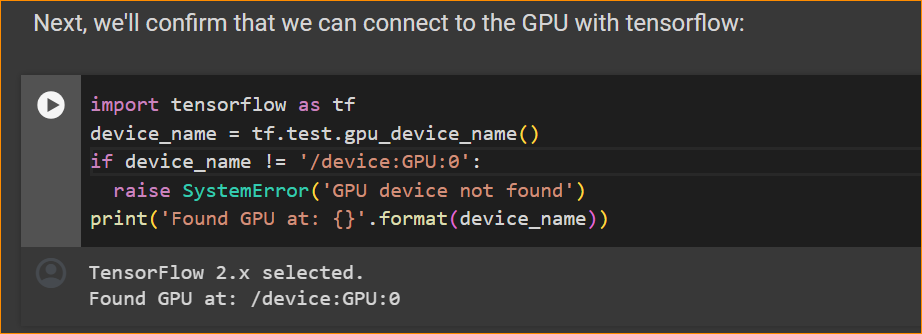 Next, we'll confirm that we can connect to the GPU with tensorflow:
import tensorflow as tf
device_name = tf.test.gpu_device_name()
if device_name != '/device:GPU:0':
  raise SystemError('GPU device not found')
print('Found GPU at: {}'.format(device_name))
TensorFlow 2.x selected.
Found GPU at: /device:GPU:0